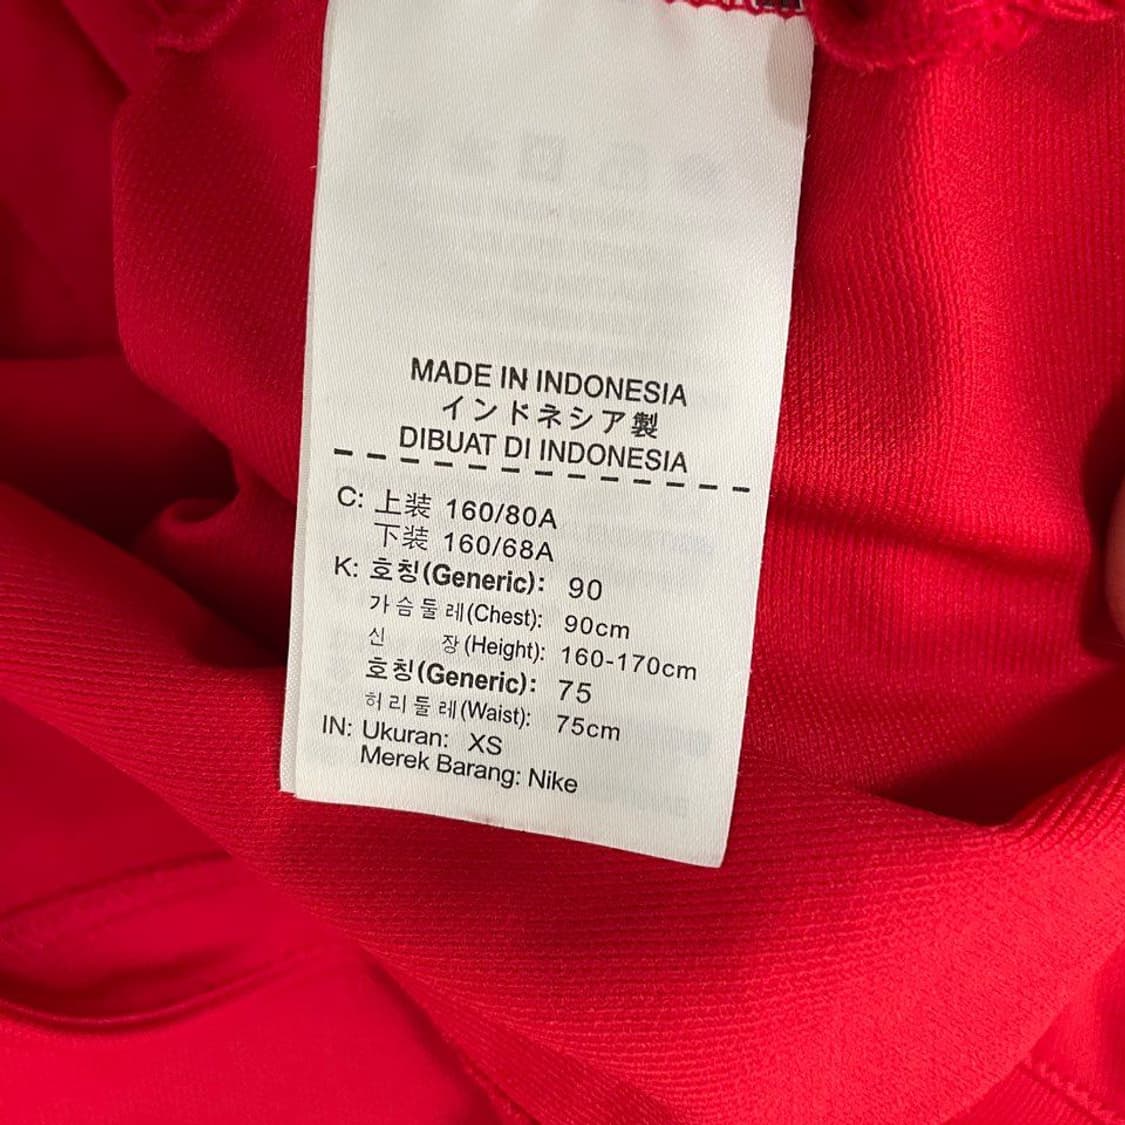 MADE IN INDONESIA
インドネシア製
DIBUAT DI INDONESIA
C: 上装 160/80A
下装 160/68A
K: 호칭(Generic): 90
가슴둘레(Chest): 90cm
신 장(Height): 160-170cm
호칭(Generic): 75
허리둘레(Waist): 75cm
IN: Ukuran: XS
Merek Barang: Nike